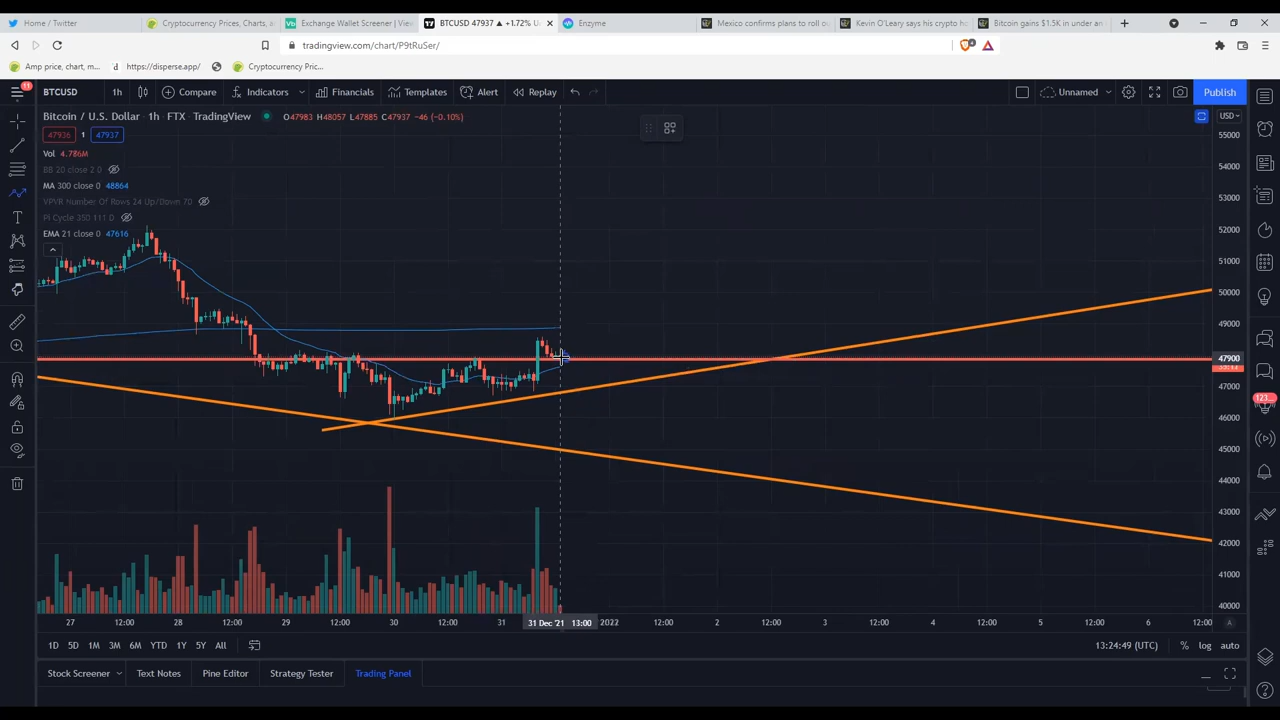 Home / Twitter
Cryptocurrency Prices, Charts, a
Exchange Wallet Screener | View
BTCUSD 47937 ▲ +1.72% U
Enzyme
Mexico confirms plans to roll ou
Kevin O'Leary says his crypto ho
Bitcoin gains $1.5K in under an
tradingview.com/chart/P9tRuSer/
4
Amp price, chart, m...
https://disperse.app/
Cryptocurrency Pric...
11
BTCUSD
1h
Compare
Indicators
Financials
Templates
Alert
Replay
Unnamed
Publish
Bitcoin / U.S. Dollar · 1h · FTX · TradingView
O47983 H48057 L47885 C47937 −46 (−0.10%)
USD
47936 1 47937
Vol 4.786M
BB 20 close 2 0
MA 300 close 0 48864
VPVR Number Of Rows 24 Up/Down 70
Pi Cycle 350 111 D
EMA 21 close 0 47616
55000
54000
53000
52000
51000
50000
49000
47900
47000
46000
45000
44000
43000
42000
41000
40000
123
27 12:00 28 12:00 29 12:00 30 12:00 31 31 Dec '21 13:00 2022 12:00 2 12:00 3 12:00 4 12:00 5 12:00 6 12:00
A
1D 5D 1M 3M 6M YTD 1Y 5Y All
13:24:49 (UTC) % log auto
Stock Screener
Text Notes
Pine Editor
Strategy Tester
Trading Panel